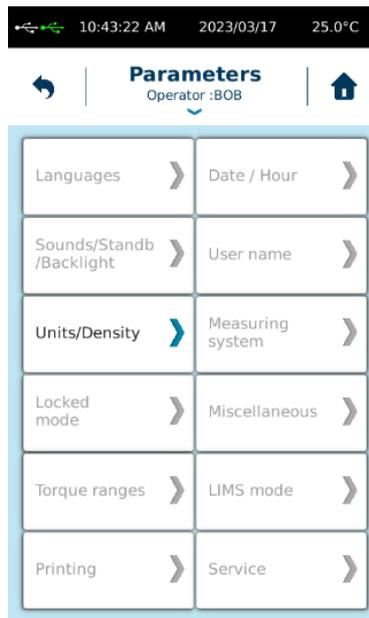 10:43:22 AM 2023/03/17 25.0°C
Parameters
Operator :BOB
Languages
Date / Hour
Sounds/Standb
/Backlight
User name
Units/Density
Measuring
system
Locked
mode
Miscellaneous
Torque ranges
LIMS mode
Printing
Service